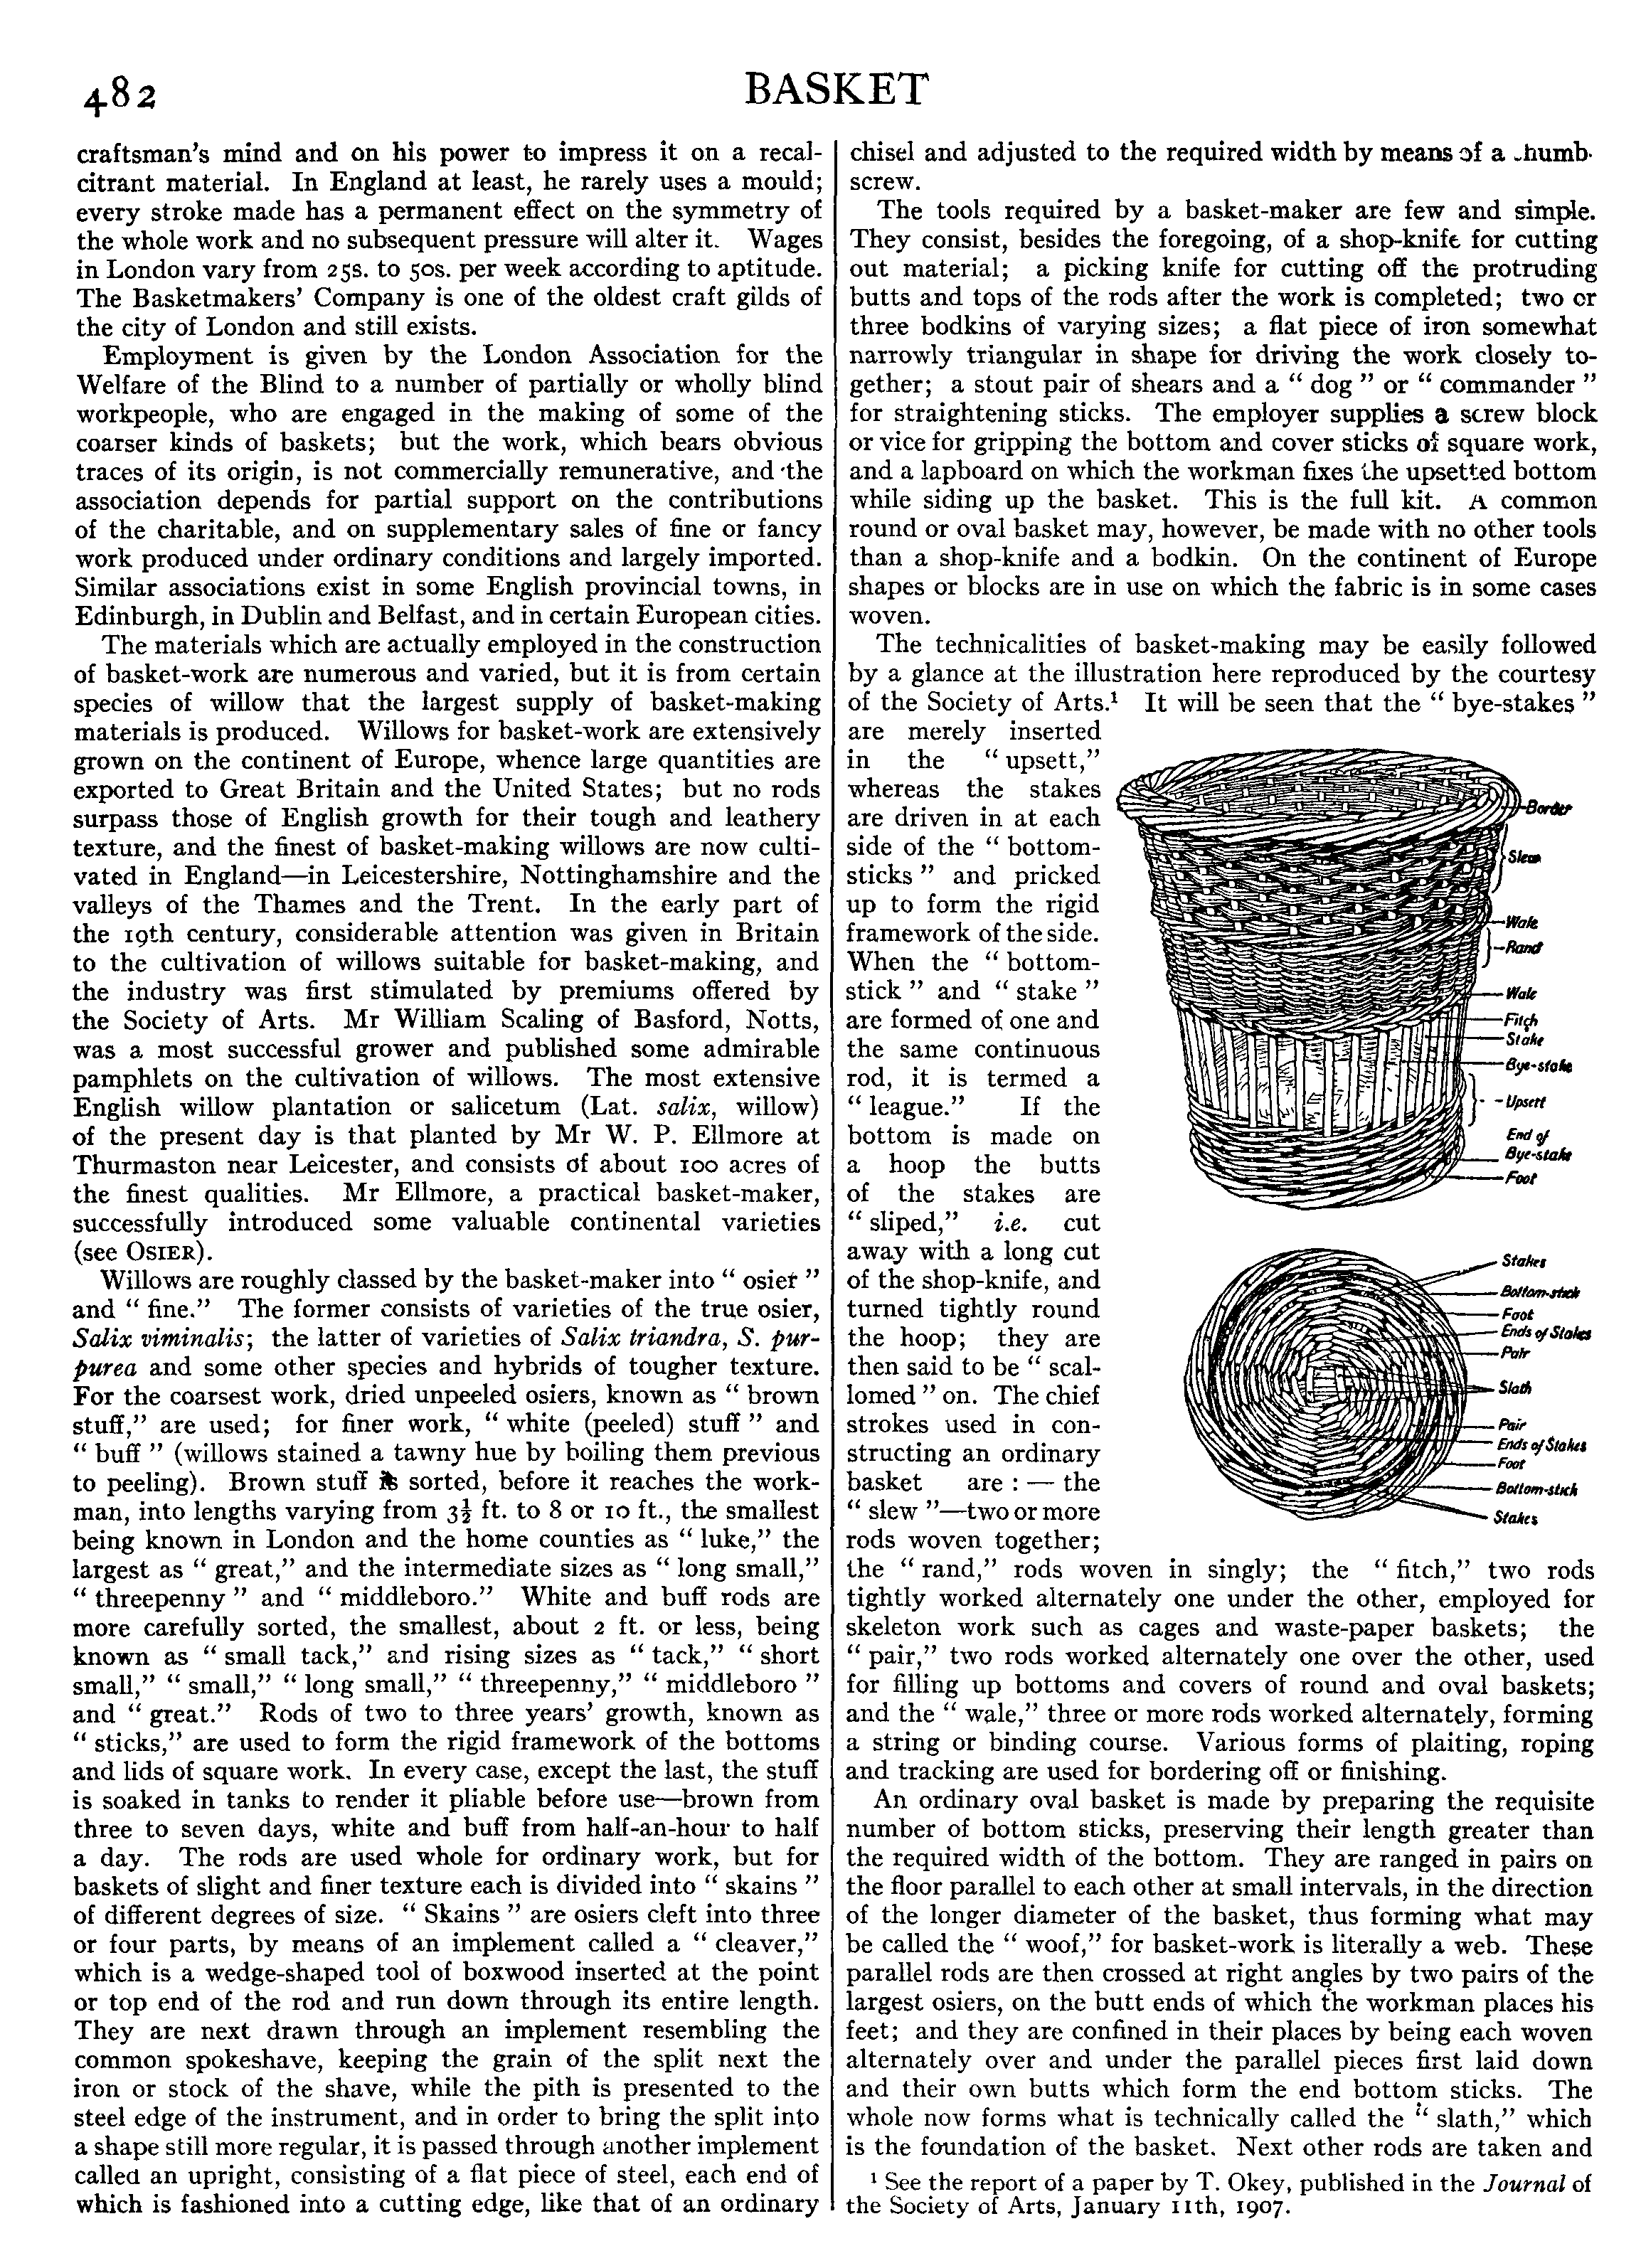 482
BASKET
craftsman's mind and on his power to impress it on a recal-
citrant material. In England at least, he rarely uses a mould;
every stroke made has a permanent effect on the symmetry of
the whole work and no subsequent pressure will alter it. Wages
in London vary from 25s. to 50s. per week according to aptitude.
The Basketmakers' Company is one of the oldest craft gilds of
the city of London and still exists.
Employment is given by the London Association for the
Welfare of the Blind to a number of partially or wholly blind
workpeople, who are engaged in the making of some of the
coarser kinds of baskets; but the work, which bears obvious
traces of its origin, is not commercially remunerative, and the
association depends for partial support on the contributions
of the charitable, and on supplementary sales of fine or fancy
work produced under ordinary conditions and largely imported.
Similar associations exist in some English provincial towns, in
Edinburgh, in Dublin and Belfast, and in certain European cities.
The materials which are actually employed in the construction
of basket-work are numerous and varied, but it is from certain
species of willow that the largest supply of basket-making
materials is produced. Willows for basket-work are extensively
grown on the continent of Europe, whence large quantities are
exported to Great Britain and the United States; but no rods
surpass those of English growth for their tough and leathery
texture, and the finest of basket-making willows are now culti-
vated in England—in Leicestershire, Nottinghamshire and the
valleys of the Thames and the Trent. In the early part of
the 19th century, considerable attention was given in Britain
to the cultivation of willows suitable for basket-making, and
the industry was first stimulated by premiums offered by
the Society of Arts. Mr William Scaling of Basford, Notts,
was a most successful grower and published some admirable
pamphlets on the cultivation of willows. The most extensive
English willow plantation or salicetum (Lat. salix, willow)
of the present day is that planted by Mr W. P. Ellmore at
Thurmaston near Leicester, and consists of about 100 acres of
the finest qualities. Mr Ellmore, a practical basket-maker,
successfully introduced some valuable continental varieties
(see OSIER).
Willows are roughly classed by the basket-maker into " osier "
and " fine." The former consists of varieties of the true osier,
Salix viminalis; the latter of varieties of Salix triandra, S. pur-
purea and some other species and hybrids of tougher texture.
For the coarsest work, dried unpeeled osiers, known as " brown
stuff," are used; for finer work, " white (peeled) stuff " and
" buff " (willows stained a tawny hue by boiling them previous
to peeling). Brown stuff is sorted, before it reaches the work-
man, into lengths varying from 3½ ft. to 8 or 10 ft., the smallest
being known in London and the home counties as " luke," the
largest as " great," and the intermediate sizes as " long small,"
" threepenny " and " middleboro." White and buff rods are
more carefully sorted, the smallest, about 2 ft. or less, being
known as " small tack," and rising sizes as " tack," " short
small," " small," " long small," " threepenny," " middleboro "
and " great." Rods of two to three years' growth, known as
" sticks," are used to form the rigid framework of the bottoms
and lids of square work. In every case, except the last, the stuff
is soaked in tanks to render it pliable before use—brown from
three to seven days, white and buff from half-an-hour to half
a day. The rods are used whole for ordinary work, but for
baskets of slight and finer texture each is divided into " skains "
of different degrees of size. " Skains " are osiers cleft into three
or four parts, by means of an implement called a " cleaver,"
which is a wedge-shaped tool of boxwood inserted at the point
or top end of the rod and run down through its entire length.
They are next drawn through an implement resembling the
common spokeshave, keeping the grain of the split next the
iron or stock of the shave, while the pith is presented to the
steel edge of the instrument, and in order to bring the split into
a shape still more regular, it is passed through another implement
called an upright, consisting of a flat piece of steel, each end of
which is fashioned into a cutting edge, like that of an ordinary
chisel and adjusted to the required width by means of a humb-
screw.
The tools required by a basket-maker are few and simple.
They consist, besides the foregoing, of a shop-knife for cutting
out material; a picking knife for cutting off the protruding
butts and tops of the rods after the work is completed; two or
three bodkins of varying sizes; a flat piece of iron somewhat
narrowly triangular in shape for driving the work closely to-
gether; a stout pair of shears and a " dog " or " commander "
for straightening sticks. The employer supplies a screw block
or vice for gripping the bottom and cover sticks of square work,
and a lapboard on which the workman fixes the upsetted bottom
while siding up the basket. This is the full kit. A common
round or oval basket may, however, be made with no other tools
than a shop-knife and a bodkin. On the continent of Europe
shapes or blocks are in use on which the fabric is in some cases
woven.
The technicalities of basket-making may be easily followed
by a glance at the illustration here reproduced by the courtesy
of the Society of Arts.¹ It will be seen that the " bye-stakes "
are merely inserted
in the " upsett,"
whereas the stakes
are driven in at each
side of the " bottom-
sticks " and pricked
up to form the rigid
framework of the side.
When the " bottom-
stick " and " stake "
are formed of one and
the same continuous
rod, it is termed a
" league." If the
bottom is made on
a hoop the butts
of the stakes are
" sliped," i.e. cut
away with a long cut
of the shop-knife, and
turned tightly round
the hoop; they are
then said to be " scal-
lomed " on. The chief
strokes used in con-
structing an ordinary
basket are : — the
" slew "—two or more
rods woven together;
Border
Slew
Wale
Rand
Wale
Fitch
Stake
Bye-stake
Upsett
End of
Bye-stake
Foot
Stakes
Bottom-stick
Foot
Ends of Stakes
Pair
Slath
Pair
Ends of Stakes
Foot
Bottom-stick
Stakes
the " rand," rods woven in singly; the " fitch," two rods
tightly worked alternately one under the other, employed for
skeleton work such as cages and waste-paper baskets; the
" pair," two rods worked alternately one over the other, used
for filling up bottoms and covers of round and oval baskets;
and the " wale," three or more rods worked alternately, forming
a string or binding course. Various forms of plaiting, roping
and tracking are used for bordering off or finishing.
An ordinary oval basket is made by preparing the requisite
number of bottom sticks, preserving their length greater than
the required width of the bottom. They are ranged in pairs on
the floor parallel to each other at small intervals, in the direction
of the longer diameter of the basket, thus forming what may
be called the " woof," for basket-work is literally a web. These
parallel rods are then crossed at right angles by two pairs of the
largest osiers, on the butt ends of which the workman places his
feet; and they are confined in their places by being each woven
alternately over and under the parallel pieces first laid down
and their own butts which form the end bottom sticks. The
whole now forms what is technically called the " slath," which
is the foundation of the basket. Next other rods are taken and
¹ See the report of a paper by T. Okey, published in the Journal of
the Society of Arts, January 11th, 1907.